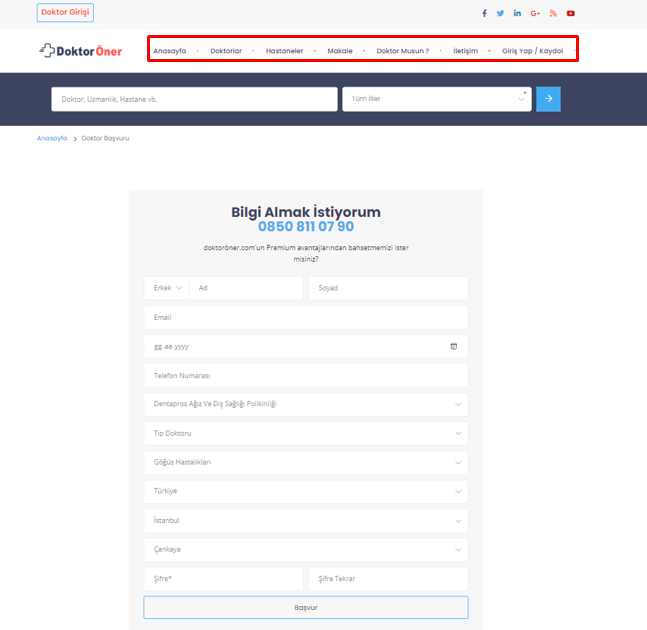 Doktor Girişi
DoktorÖner
Anasayfa - Doktorlar - Hastaneler - Makale - Doktor Musun ? - İletişim - Giriş Yap / Kaydol
Doktor, Uzmanlık, Hastane vb.
Tüm İller
Anasayfa > Doktor Başvuru
Bilgi Almak İstiyorum
0850 811 07 90
doktoröner.com'un Premium avantajlarından bahsetmemizi ister
misiniz?
Erkek Ad Soyad
Email
gg-aa-yyyy
Telefon Numarası
Dentapros Ağız Ve Diş Sağlığı Polikinliği
Tıp Doktoru
Göğüs Hastalıkları
Türkiye
İstanbul
Çankaya
Şifre* Şifre Tekrar
Başvur